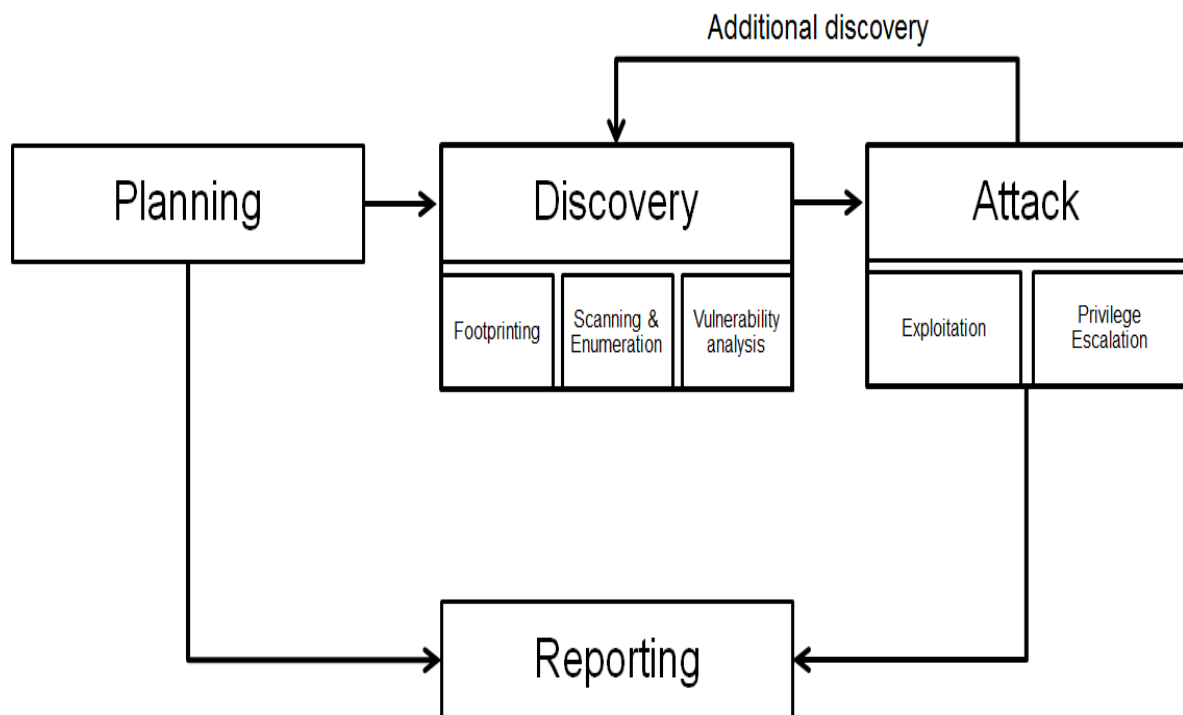 Additional discovery
Planning
Discovery
Attack
Footprinting
Scanning &
Enumeration
Vulnerability
analysis
Exploitation
Privilege
Escalation
Reporting